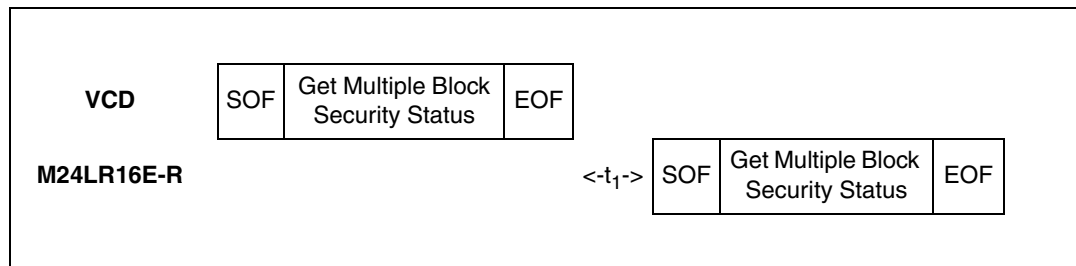 VCD
SOF
Get Multiple Block
Security Status
EOF
M24LR16E-R
<-t₁->
SOF
Get Multiple Block
Security Status
EOF